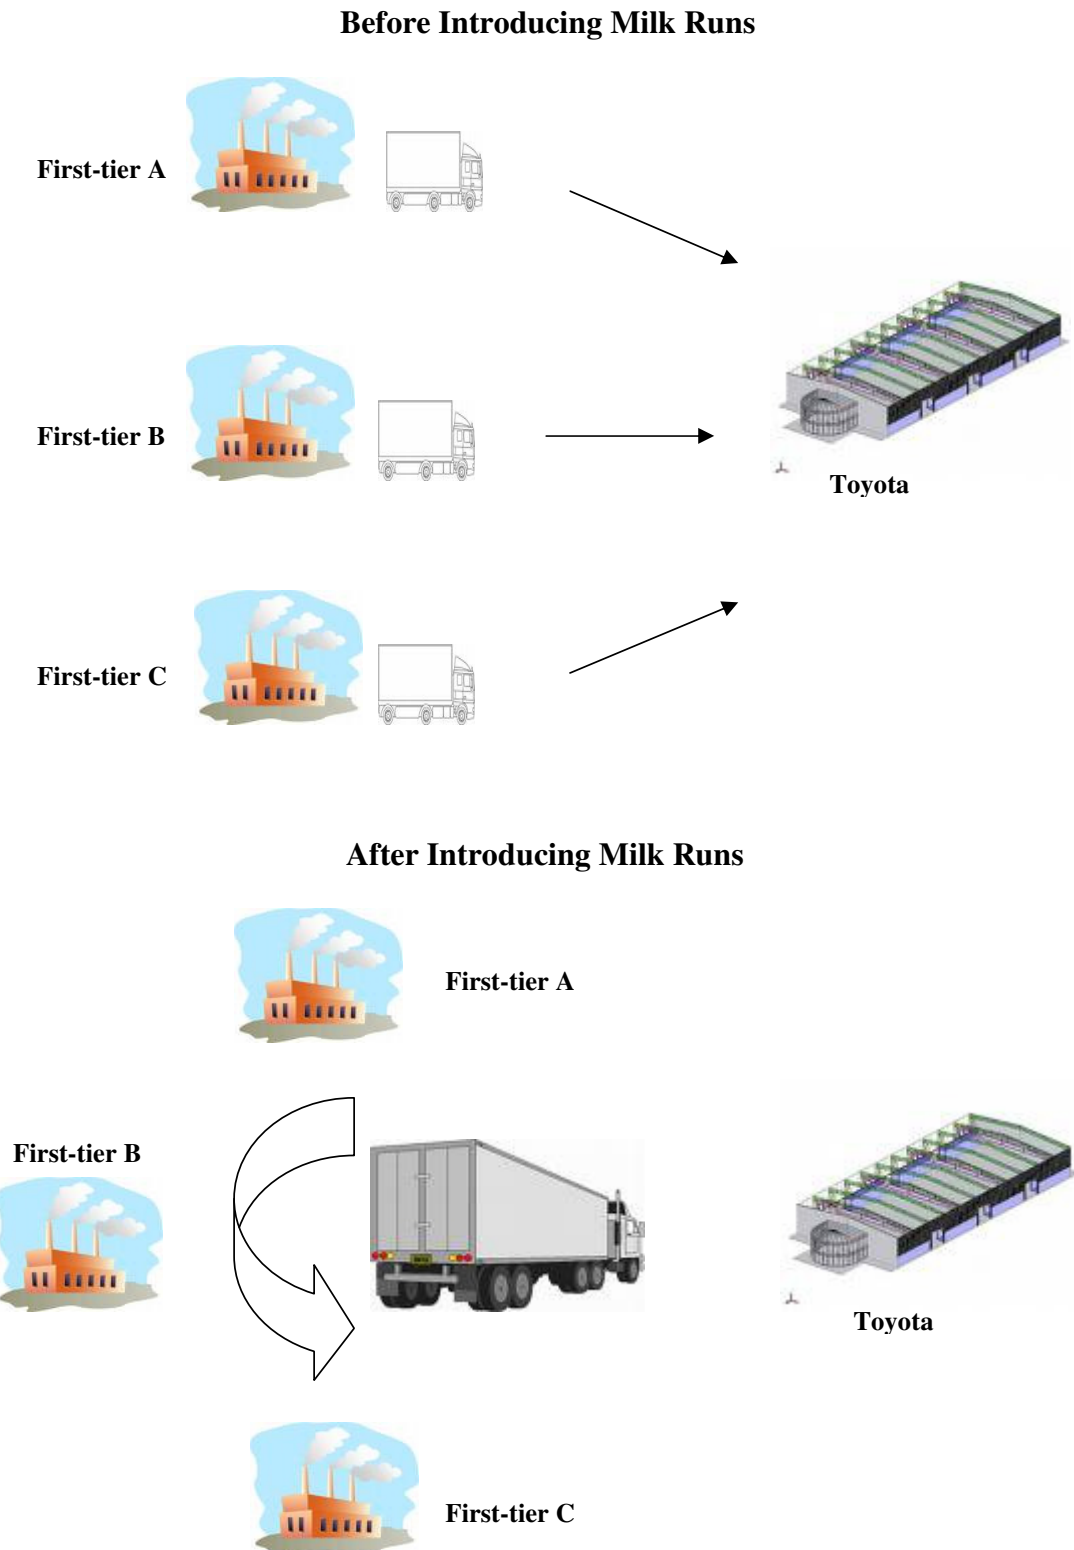 Before Introducing Milk Runs
First-tier A
First-tier B
Toyota
First-tier C
After Introducing Milk Runs
First-tier A
First-tier B
Toyota
First-tier C